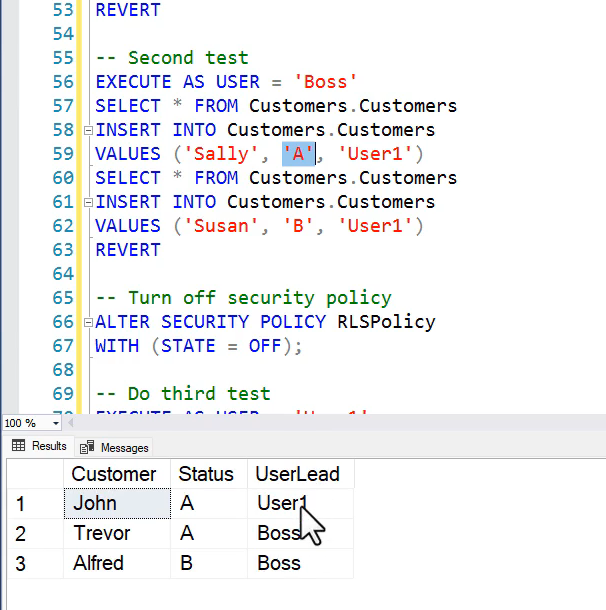 53 REVERT
54
55 -- Second test
56 EXECUTE AS USER = 'Boss'
57 SELECT * FROM Customers.Customers
58 INSERT INTO Customers.Customers
59 VALUES ('Sally', 'A', 'User1')
60 SELECT * FROM Customers.Customers
61 INSERT INTO Customers.Customers
62 VALUES ('Susan', 'B', 'User1')
63 REVERT
64
65 -- Turn off security policy
66 ALTER SECURITY POLICY RLSPolicy
67 WITH (STATE = OFF);
68
69 -- Do third test
100 %
Results Messages
Customer Status UserLead
1 John A User1
2 Trevor A Boss
3 Alfred B Boss